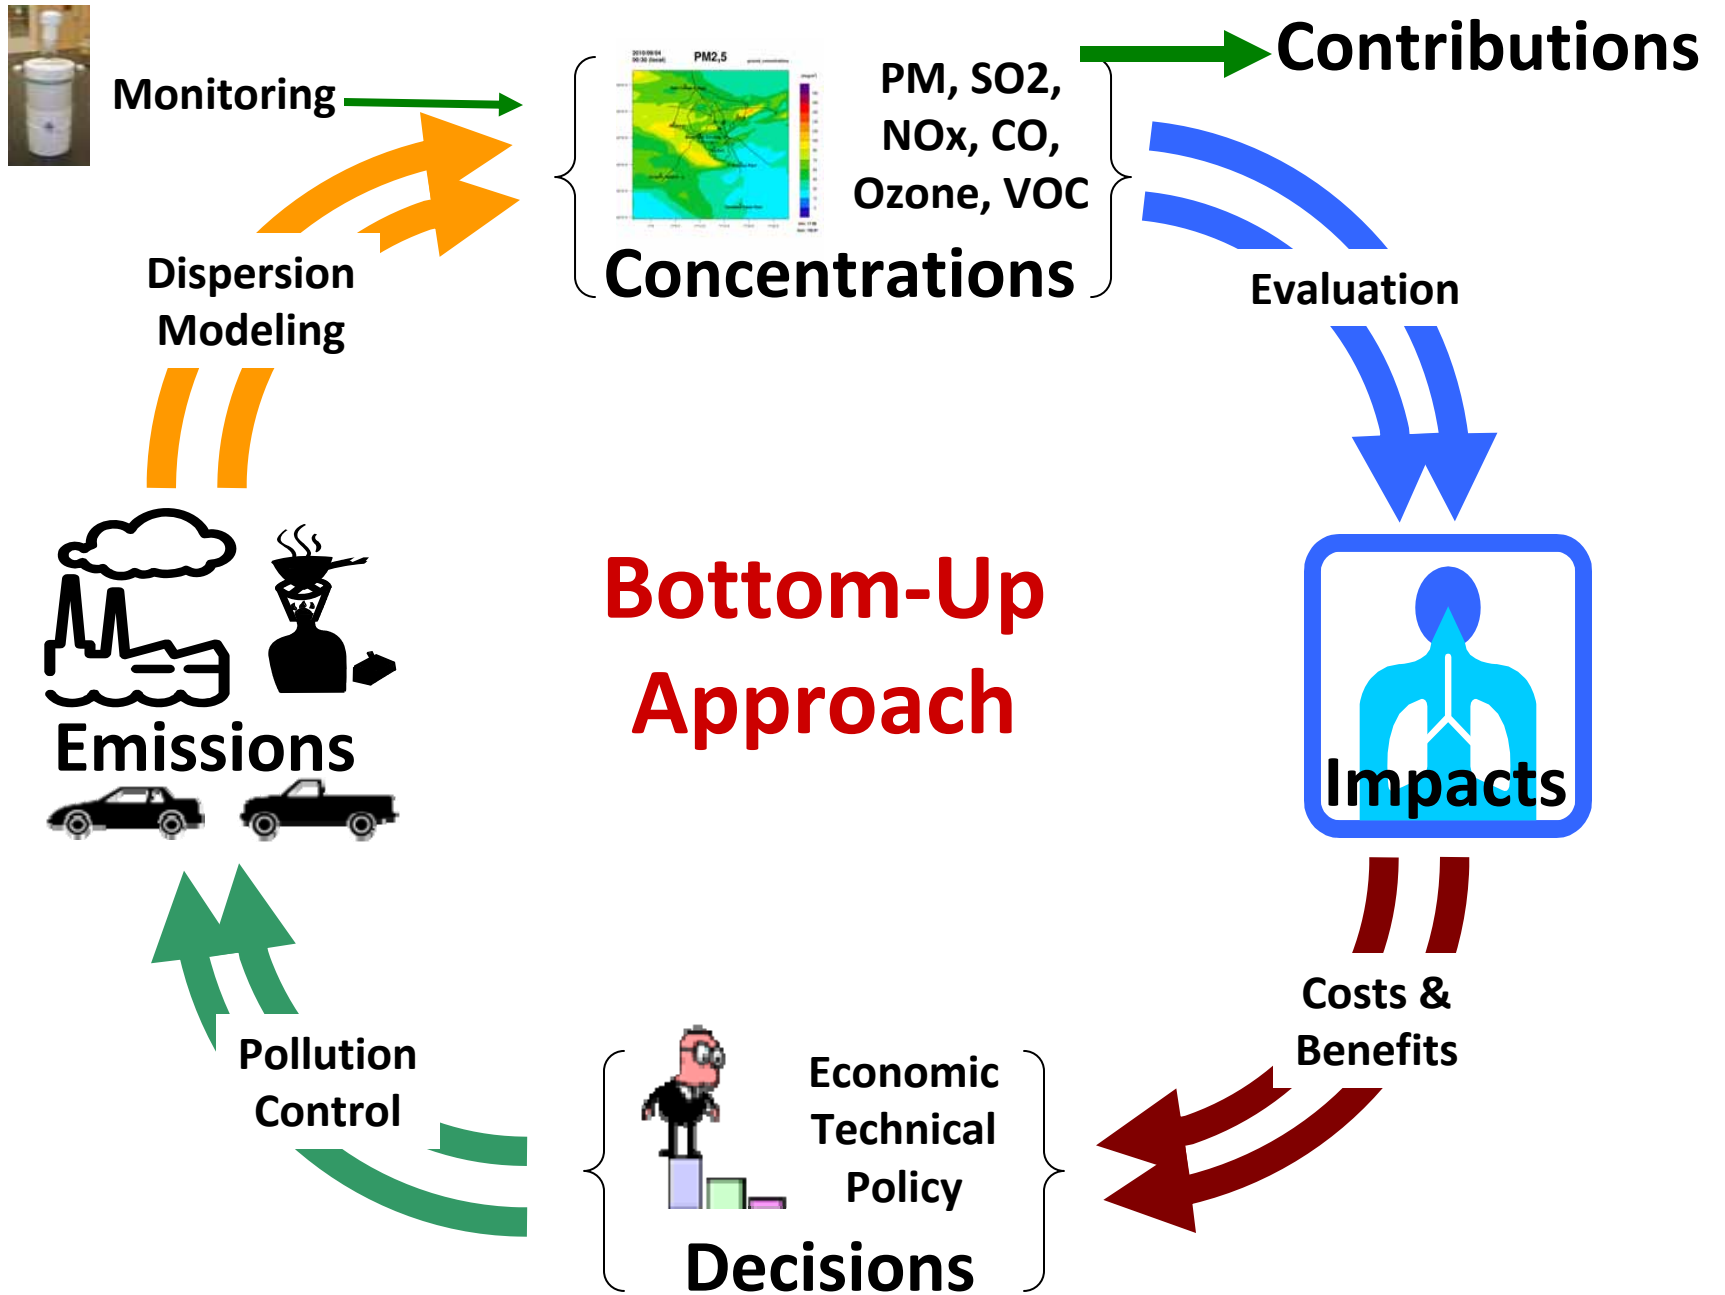 Contributions
Monitoring
PM2,5
PM, SO2,
NOx, CO,
Ozone, VOC
Concentrations
Dispersion
Modeling
Evaluation
Bottom-Up
Approach
Emissions
Impacts
Costs &
Benefits
Pollution
Control
Economic
Technical
Policy
Decisions